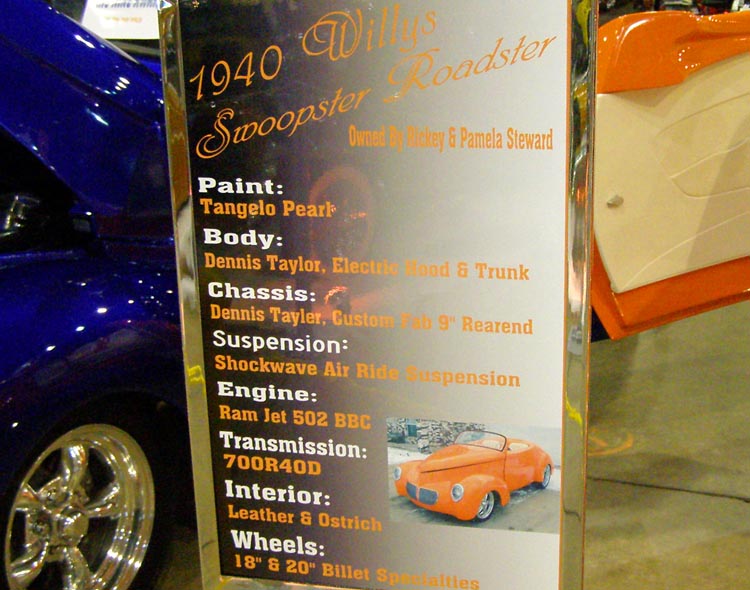 1940 Willys
Swoopster Roadster
Owned By Rickey & Pamela Steward
Paint:
Tangelo Pearl
Body:
Dennis Taylor, Electric Hood & Trunk
Chassis:
Dennis Tayler, Custom Fab 9" Rearend
Suspension:
Shockwave Air Ride Suspension
Engine:
Ram Jet 502 BBC
Transmission:
700R40D
Interior:
Leather & Ostrich
Wheels:
18" & 20" Billet Specialties